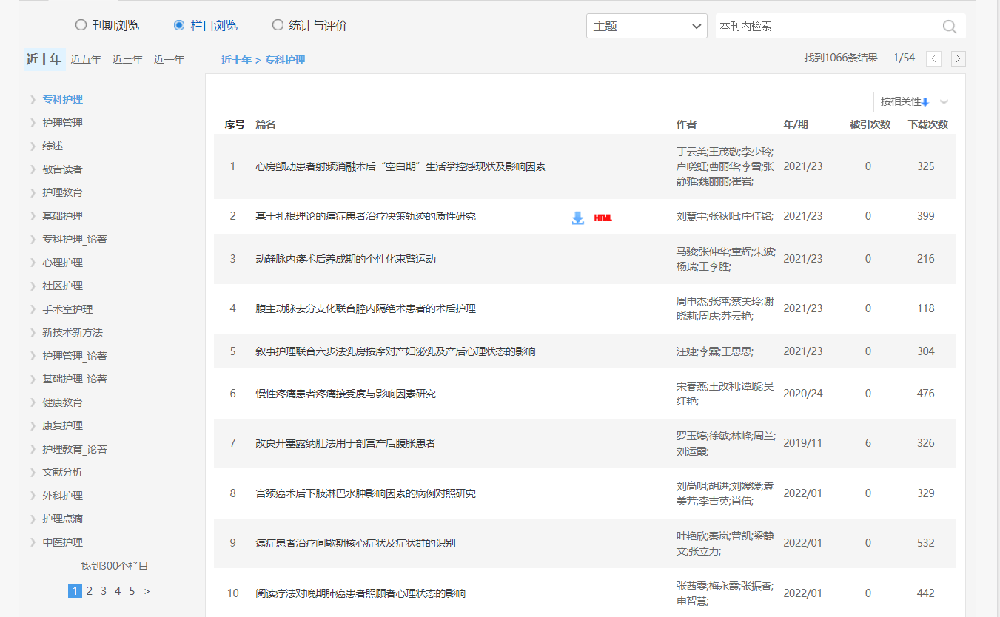 刊期浏览 栏目浏览 统计与评价 主题 本刊内检索
近十年 近五年 近三年 近一年 近十年 > 专科护理 找到1066条结果 1/54 < >
专科护理
护理管理
综述
敬告读者
护理教育
基础护理
专科护理_论著
心理护理
社区护理
手术室护理
新技术新方法
护理管理_论著
基础护理_论著
健康教育
康复护理
护理教育_论著
文献分析
外科护理
护理点滴
中医护理
找到300个栏目
1 2 3 4 5 >
按相关性
序号 篇名 作者 年/期 被引次数 下载次数
1 心房颤动患者射频消融术后“空白期”生活掌控感现状及影响因素 丁云美;王茂敬;李少玲;
卢晓虹;曹丽华;李雪;张
静雅;魏丽丽;崔岩; 2021/23 0 325
2 基于扎根理论的癌症患者治疗决策轨迹的质性研究 HTML 刘慧宇;张秋阳;庄佳铭; 2021/23 0 399
3 动静脉内瘘术后养成期的个性化束臂运动 马骏;张仲华;童辉;朱波;
杨瑞;王李胜; 2021/23 0 216
4 腹主动脉去分支化联合腔内隔绝术患者的术后护理 周申杰;张萍;蔡美玲;谢
晓莉;周庆;苏云艳; 2021/23 0 118
5 叙事护理联合六步法乳房按摩对产妇泌乳及产后心理状态的影响 汪婕;李霖;王思思; 2021/23 0 304
6 慢性疼痛患者疼痛接受度与影响因素研究 宋春燕;王改利;谭璇;吴
红艳; 2020/24 0 476
7 改良开塞露纳肛法用于剖宫产后腹胀患者 罗玉婷;徐敏;林峰;周兰;
刘运霞; 2019/11 6 326
8 宫颈癌术后下肢淋巴水肿影响因素的病例对照研究 刘高明;胡进;刘媛媛;袁
美芳;李吉英;肖倩; 2022/01 0 329
9 癌症患者治疗间歇期核心症状及症状群的识别 叶艳欣;秦岚;曾凯;梁静
文;张立力; 2022/01 0 532
10 阅读疗法对晚期肺癌患者照顾者心理状态的影响 张茜雯;梅永霞;张振香;
申智慧; 2022/01 0 442